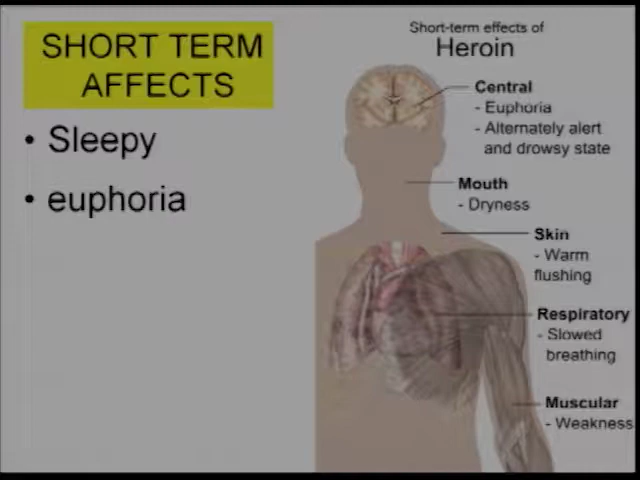 SHORT TERM
AFFECTS
• Sleepy
• euphoria
Short-term effects of
Heroin
Central
- Euphoria
- Alternately alert
and drowsy state
Mouth
- Dryness
Skin
- Warm
flushing
Respiratory
- Slowed
breathing
Muscular
- Weakness